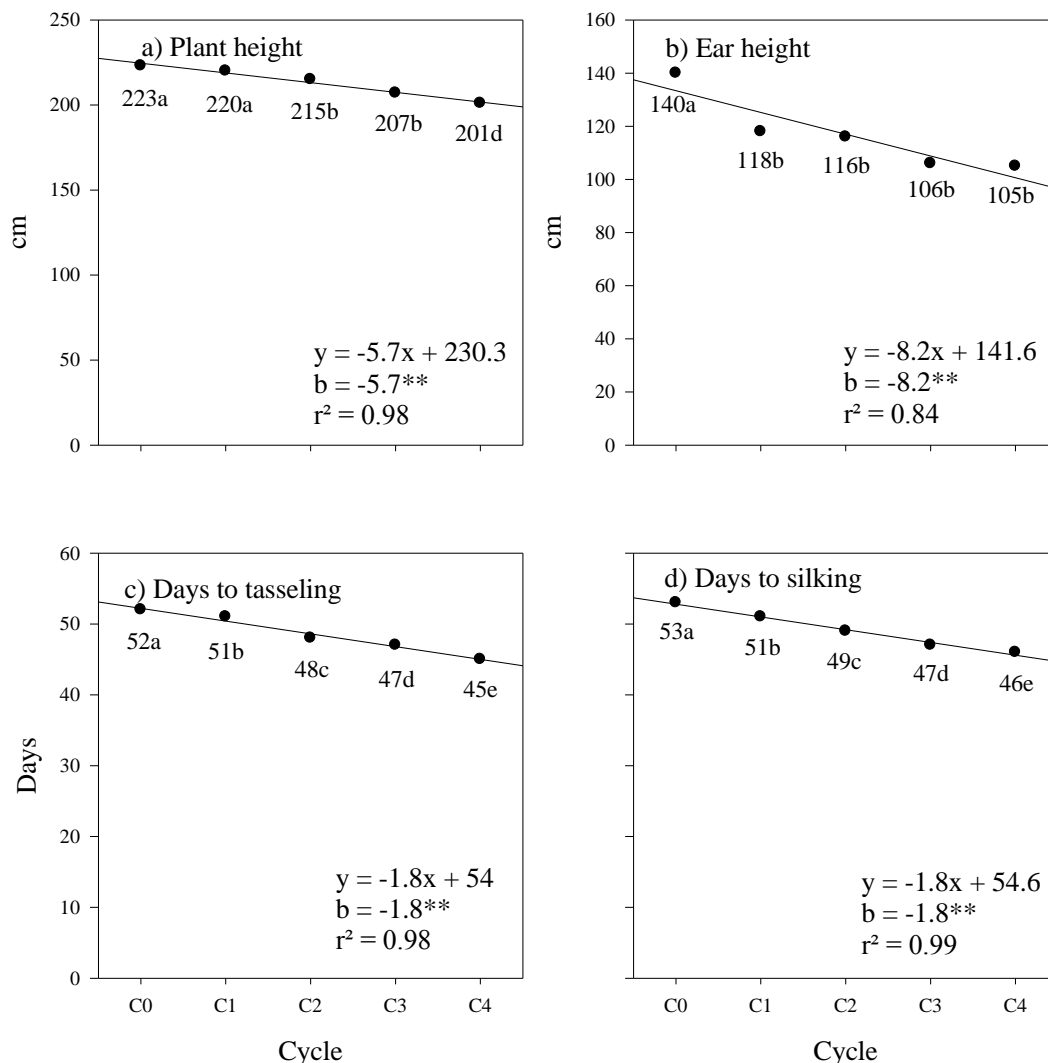 a) Plant height
250
200
150
100
50
0
cm
223a 220a 215b 207b 201d
y = -5.7x + 230.3
b = -5.7**
r² = 0.98
b) Ear height
160
140
120
100
80
60
40
20
0
cm
140a 118b 116b 106b 105b
y = -8.2x + 141.6
b = -8.2**
r² = 0.84
c) Days to tasseling
60
50
40
30
20
10
0
Days
52a 51b 48c 47d 45e
y = -1.8x + 54
b = -1.8**
r² = 0.98
C0 C1 C2 C3 C4
Cycle
d) Days to silking
53a 51b 49c 47d 46e
y = -1.8x + 54.6
b = -1.8**
r² = 0.99
C0 C1 C2 C3 C4
Cycle